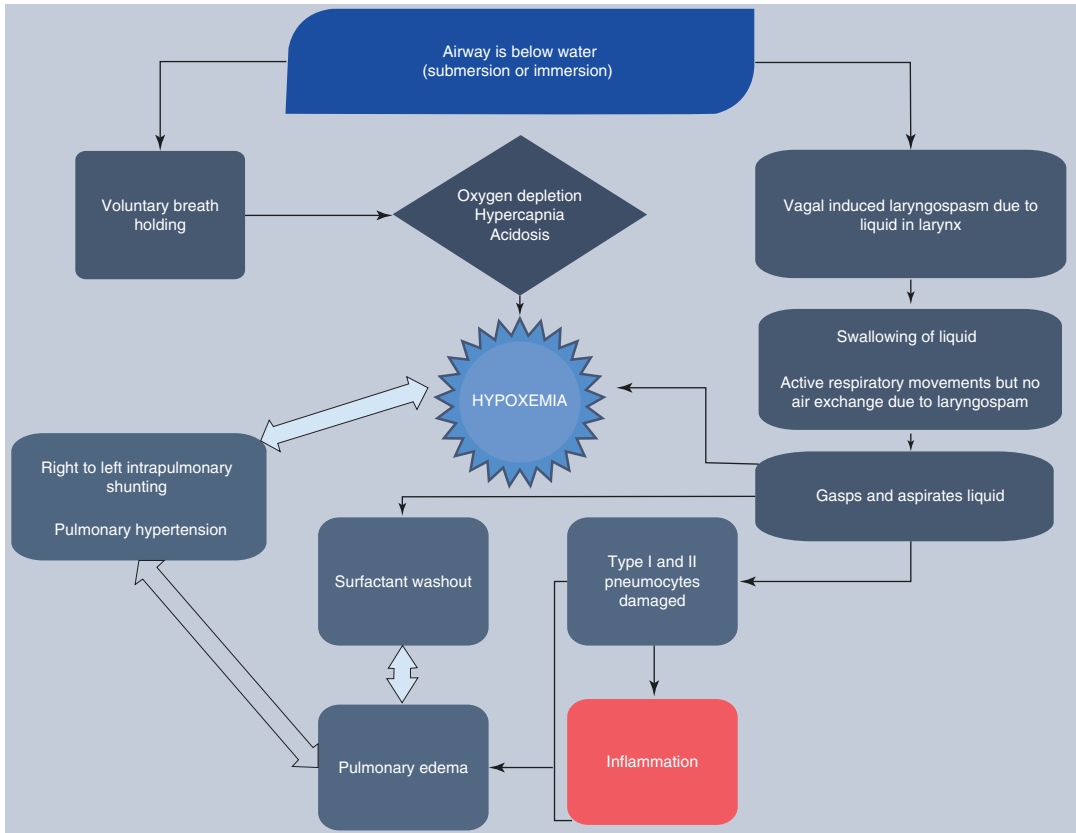 Airway is below water
(submersion or immersion)
Voluntary breath
holding
Oxygen depletion
Hypercapnia
Acidosis
Vagal induced laryngospasm due to
liquid in larynx
Swallowing of liquid
Active respiratory movements but no
air exchange due to laryngospam
HYPOXEMIA
Right to left intrapulmonary
shunting
Pulmonary hypertension
Gasps and aspirates liquid
Surfactant washout
Type I and II
pneumocytes
damaged
Pulmonary edema
Inflammation